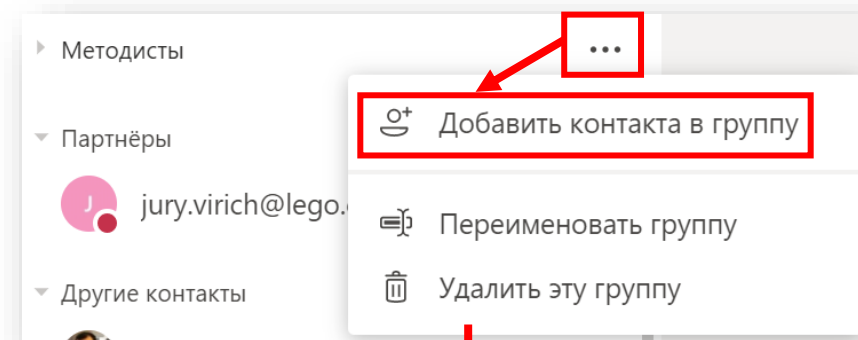 Методисты
•••
Добавить контакта в группу
Партнёры
J
jury.virich@lego.
Переименовать группу
Удалить эту группу
Другие контакты